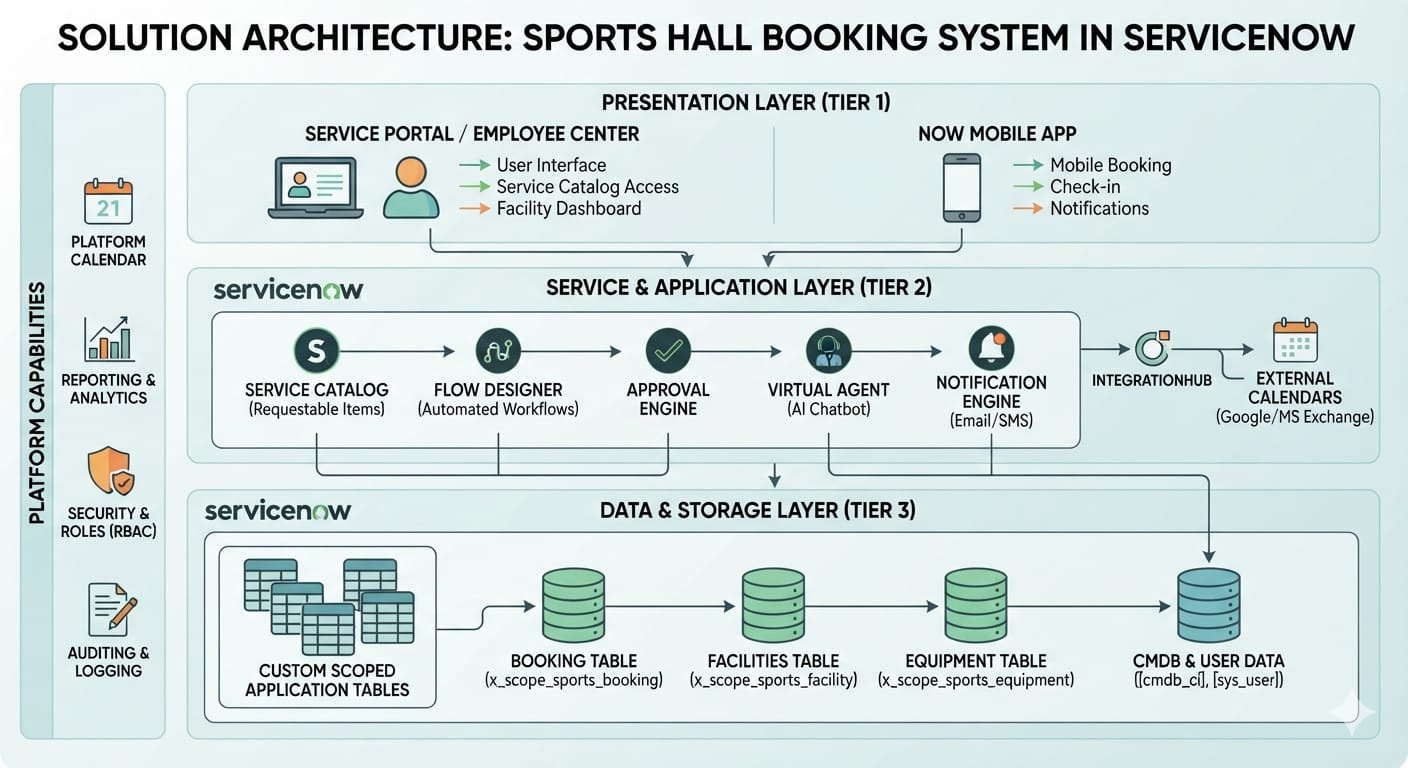 SOLUTION ARCHITECTURE: SPORTS HALL BOOKING SYSTEM IN SERVICENOW
PLATFORM CAPABILITIES
21
PLATFORM
CALENDAR
REPORTING &
ANALYTICS
SECURITY &
ROLES (RBAC)
AUDITING &
LOGGING
PRESENTATION LAYER (TIER 1)
SERVICE PORTAL / EMPLOYEE CENTER
User Interface
Service Catalog Access
Facility Dashboard
NOW MOBILE APP
Mobile Booking
Check-in
Notifications
servicenow
SERVICE & APPLICATION LAYER (TIER 2)
S
SERVICE CATALOG
(Requestable Items)
FLOW DESIGNER
(Automated Workflows)
APPROVAL
ENGINE
VIRTUAL AGENT
(AI Chatbot)
NOTIFICATION
ENGINE
(Email/SMS)
INTEGRATIONHUB
EXTERNAL
CALENDARS
(Google/MS Exchange)
servicenow
DATA & STORAGE LAYER (TIER 3)
CUSTOM SCOPED
APPLICATION TABLES
BOOKING TABLE
(x_scope_sports_booking)
FACILITIES TABLE
(x_scope_sports_facility)
EQUIPMENT TABLE
(x_scope_sports_equipment)
CMDB & USER DATA
([cmdb_ci], [sys_user])